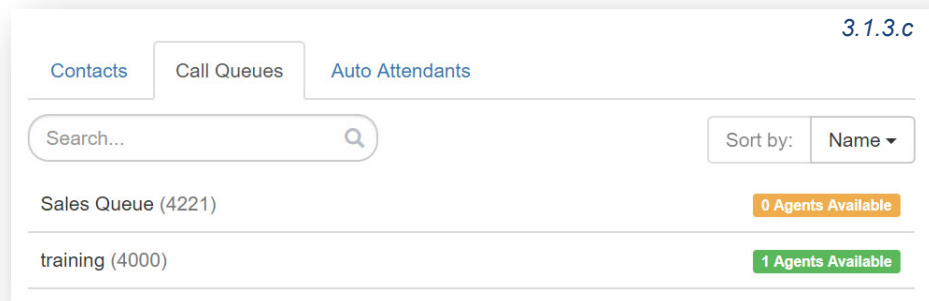 3.1.3.c
Contacts Call Queues Auto Attendants
Search... Sort by: Name
Sales Queue (4221) 0 Agents Available
training (4000) 1 Agents Available